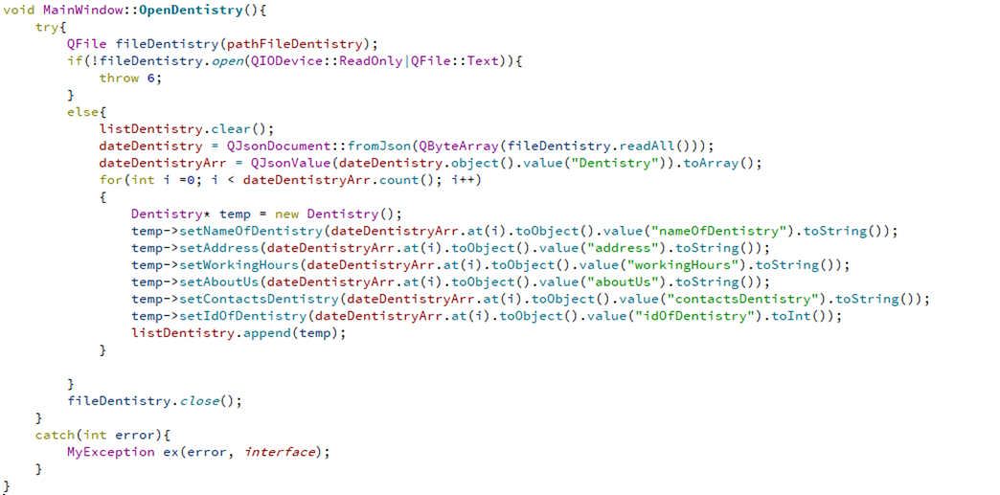 void MainWindow::OpenDentistry(){
    try{
        QFile fileDentistry(pathFileDentistry);
        if(!fileDentistry.open(QIODevice::ReadOnly|QFile::Text)){
            throw 6;
        }
        else{
            listDentistry.clear();
            dateDentistry = QJsonDocument::fromJson(QByteArray(fileDentistry.readAll()));
            dateDentistryArr = QJsonValue(dateDentistry.object().value("Dentistry")).toArray();
            for(int i =0; i < dateDentistryArr.count(); i++)
            {
                Dentistry* temp = new Dentistry();
                temp->setNameOfDentistry(dateDentistryArr.at(i).toObject().value("nameOfDentistry").toString());
                temp->setAddress(dateDentistryArr.at(i).toObject().value("address").toString());
                temp->setWorkingHours(dateDentistryArr.at(i).toObject().value("workingHours").toString());
                temp->setAboutUs(dateDentistryArr.at(i).toObject().value("aboutUs").toString());
                temp->setContactsDentistry(dateDentistryArr.at(i).toObject().value("contactsDentistry").toString());
                temp->setIdOfDentistry(dateDentistryArr.at(i).toObject().value("idOfDentistry").toInt());
                listDentistry.append(temp);
            }

        }
        fileDentistry.close();
    }
    catch(int error){
        MyException ex(error, interface);
    }
}